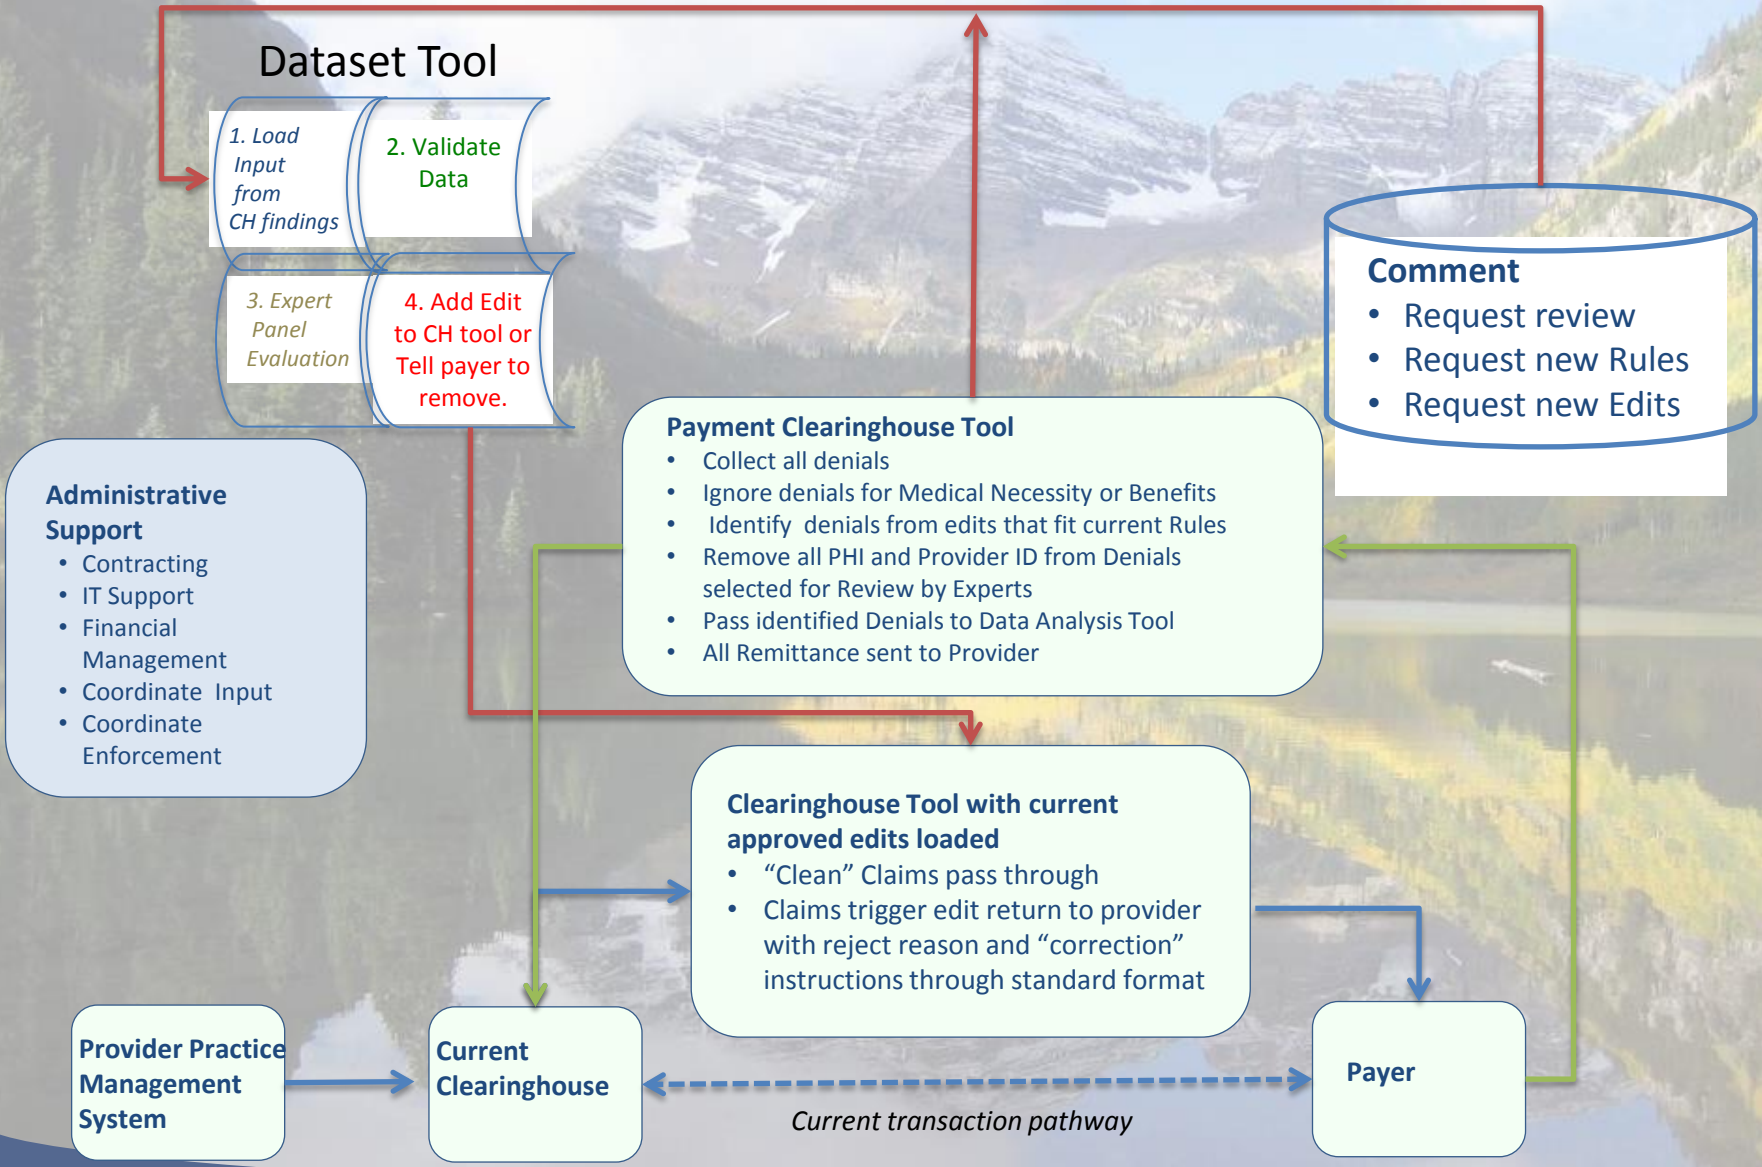 Dataset Tool
1. Load
Input
from
CH findings
2. Validate
Data
3. Expert
Panel
Evaluation
4. Add Edit
to CH tool or
Tell payer to
remove.
Comment
• Request review
• Request new Rules
• Request new Edits
Payment Clearinghouse Tool
• Collect all denials
• Ignore denials for Medical Necessity or Benefits
• Identify denials from edits that fit current Rules
• Remove all PHI and Provider ID from Denials
selected for Review by Experts
• Pass identified Denials to Data Analysis Tool
• All Remittance sent to Provider
Administrative
Support
• Contracting
• IT Support
• Financial
Management
• Coordinate Input
• Coordinate
Enforcement
Clearinghouse Tool with current
approved edits loaded
• “Clean” Claims pass through
• Claims trigger edit return to provider
with reject reason and “correction”
instructions through standard format
Provider Practice
Management
System
Current
Clearinghouse
Payer
Current transaction pathway